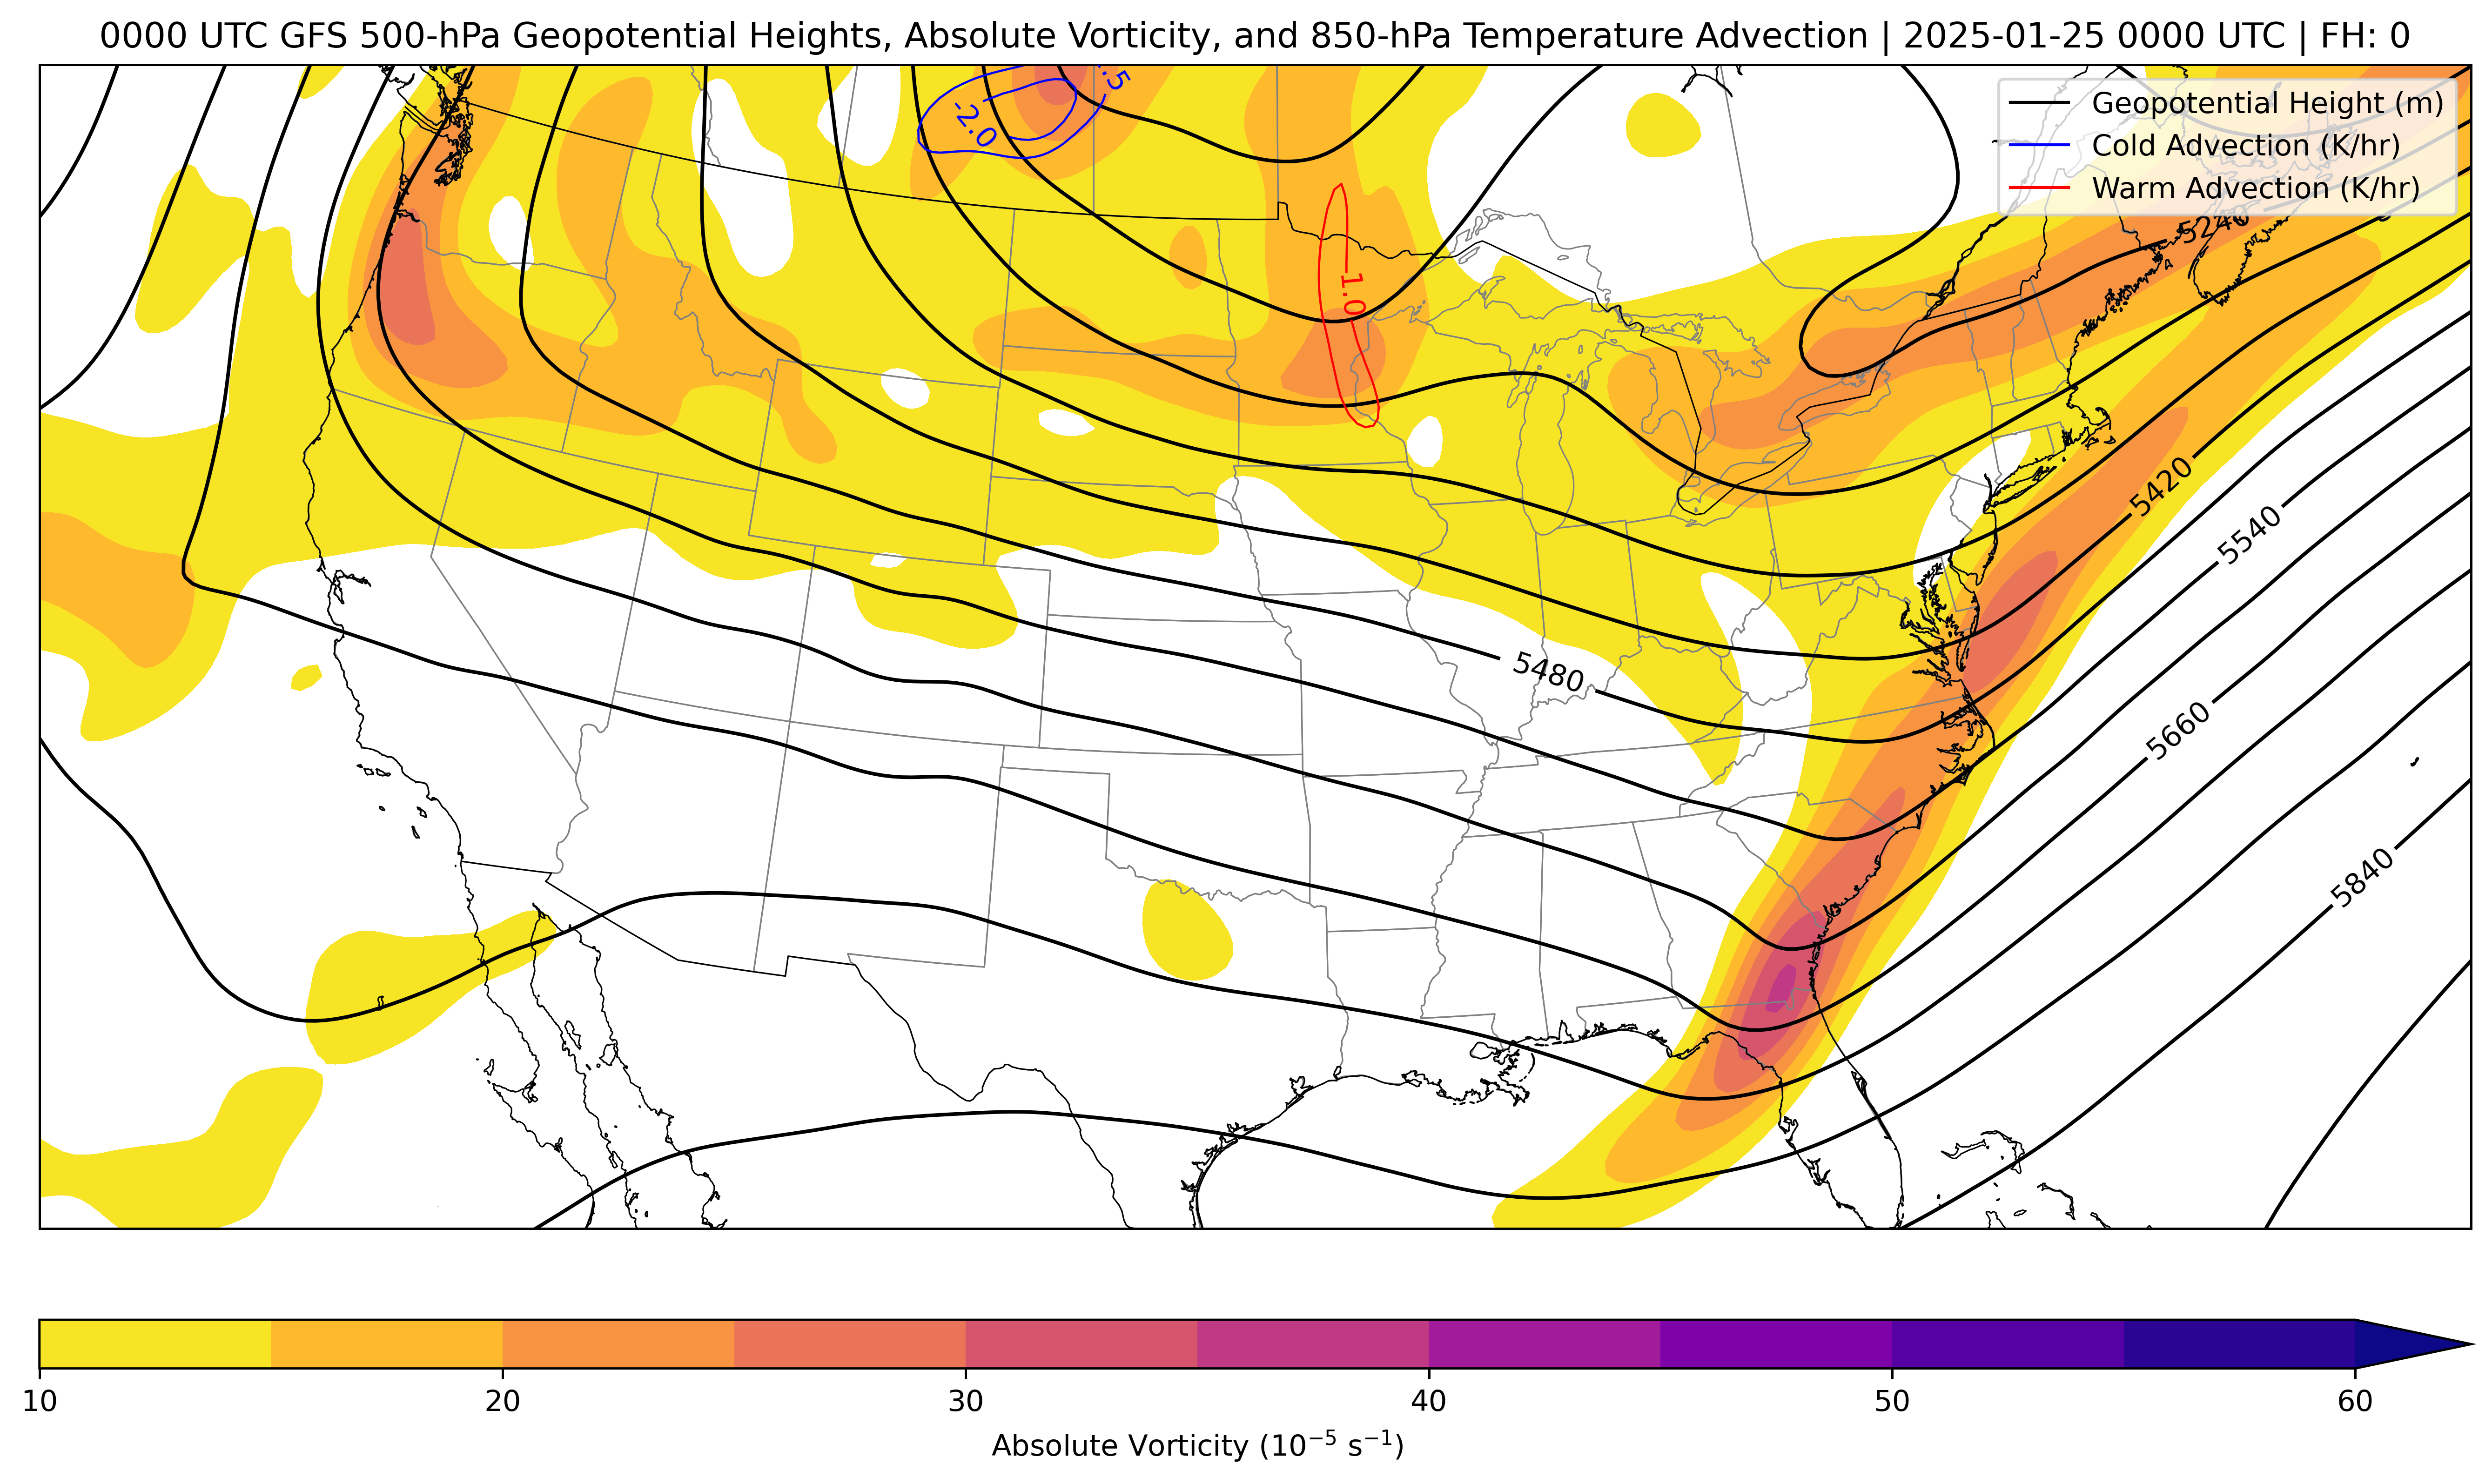 0000 UTC GFS 500-hPa Geopotential Heights, Absolute Vorticity, and 850-hPa Temperature Advection | 2025-01-25 0000 UTC | FH: 0
Geopotential Height (m)
Cold Advection (K/hr)
Warm Advection (K/hr)
-2.0
1.0
5240
5420
5540
5480
5660
5840
10 20 30 40 50 60
Absolute Vorticity (10⁻⁵ s⁻¹)